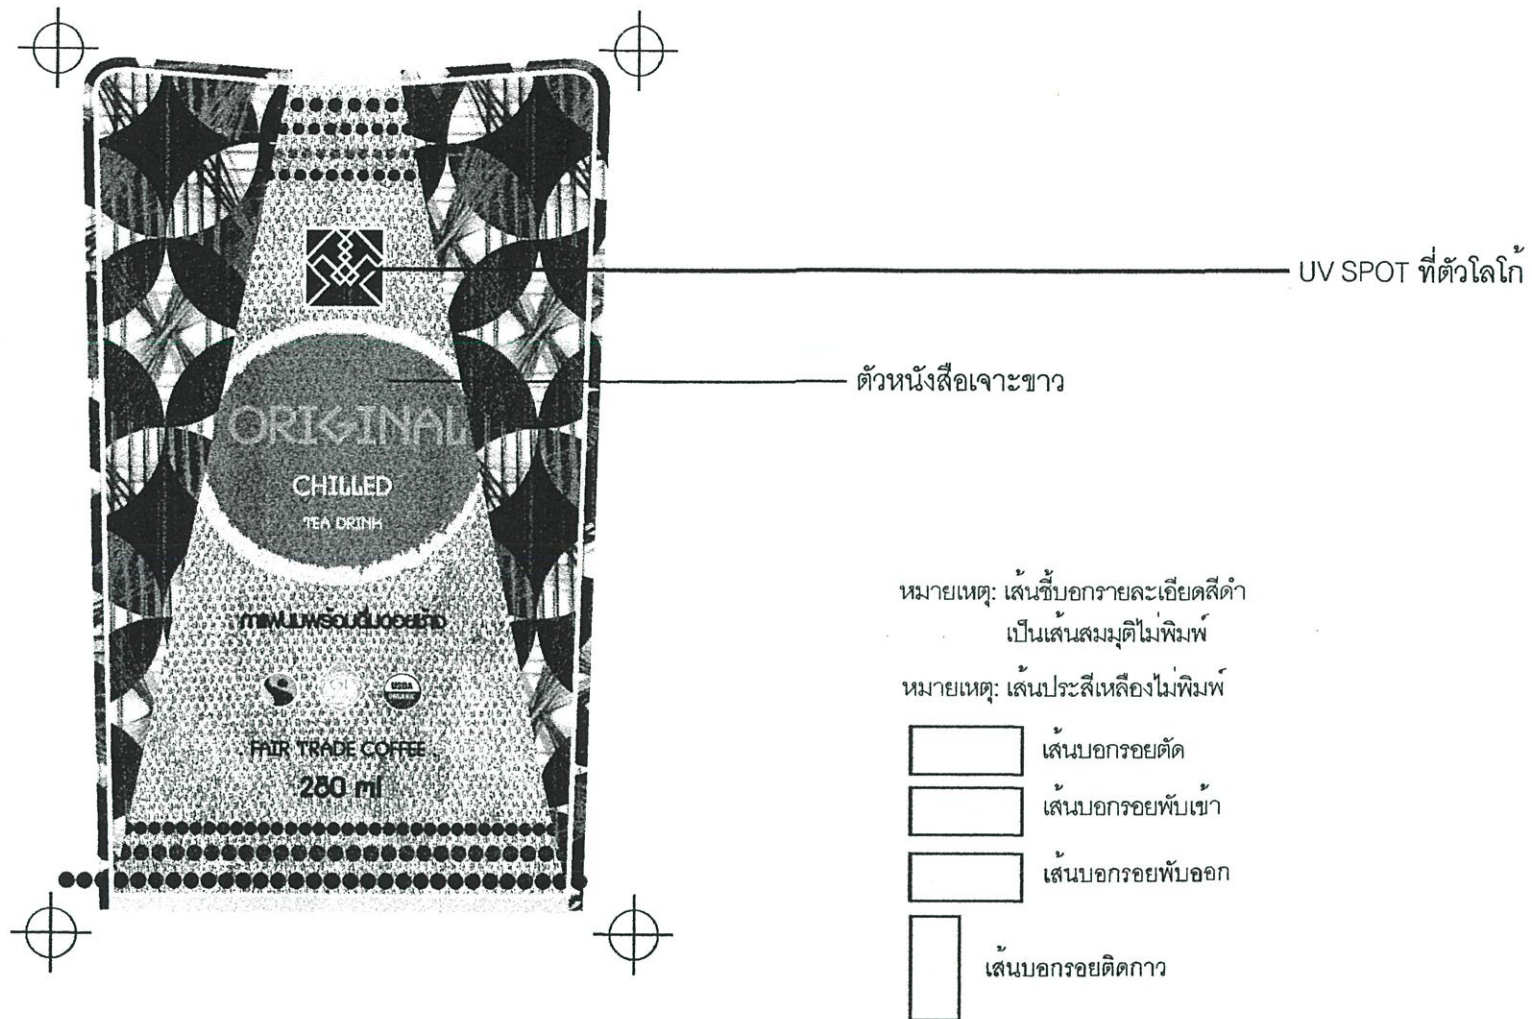 UV SPOT ที่ตัวโลโก้
ตัวหนังสือเจาะขาว
ORIGINAL
CHILLED
TEA DRINK
USDA
ORGANIC
FAIR TRADE COFFEE
280 ml
หมายเหตุ: เส้นชี้บอกรายละเอียดสีดำ
เป็นเส้นสมมุติไม่พิมพ์
หมายเหตุ: เส้นประสีเหลืองไม่พิมพ์
เส้นบอกรอยตัด
เส้นบอกรอยพับเข้า
เส้นบอกรอยพับออก
เส้นบอกรอยติดกาว